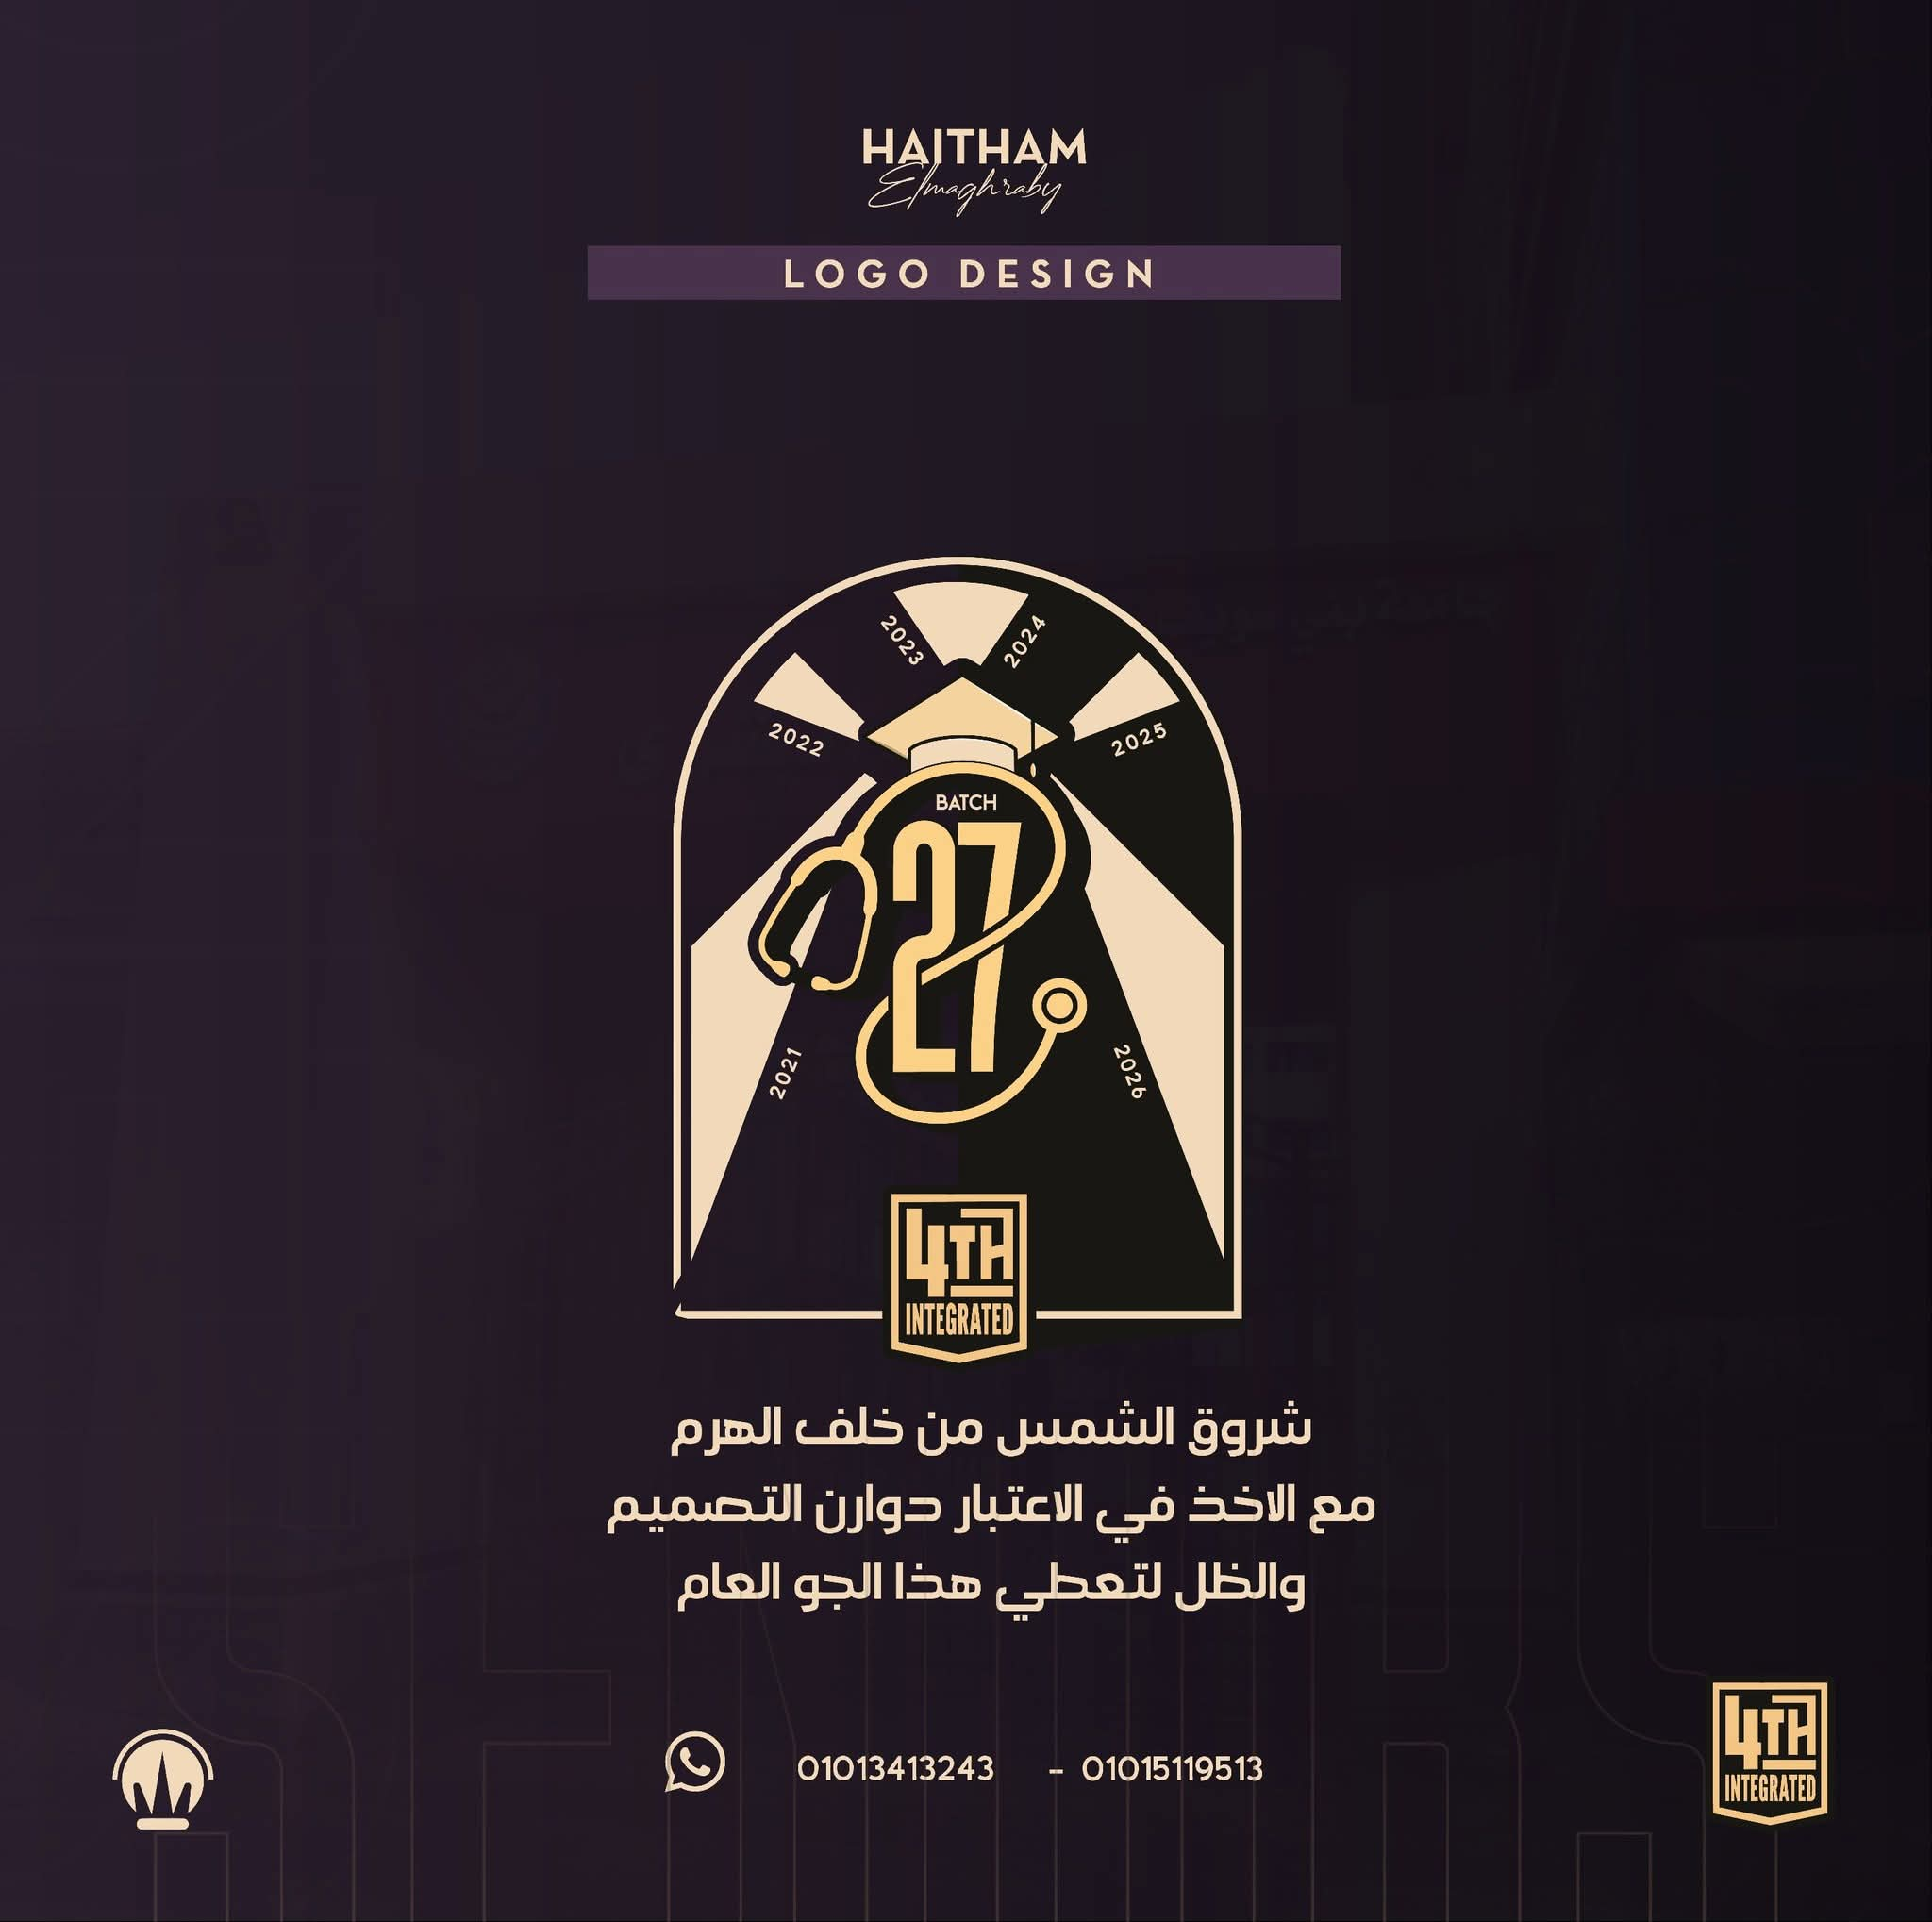 HAITHAM
Elmaghraby
LOGO DESIGN
2023
2024
2022
2025
BATCH
27
2021
2026
4TH
INTEGRATED
شروق الشمس من خلف الهرم
مع الاخذ في الاعتبار دوارن التصميم
والظل لتعطي هذا الجو العام
01013413243 - 01015119513
4TH
INTEGRATED
SENIORS